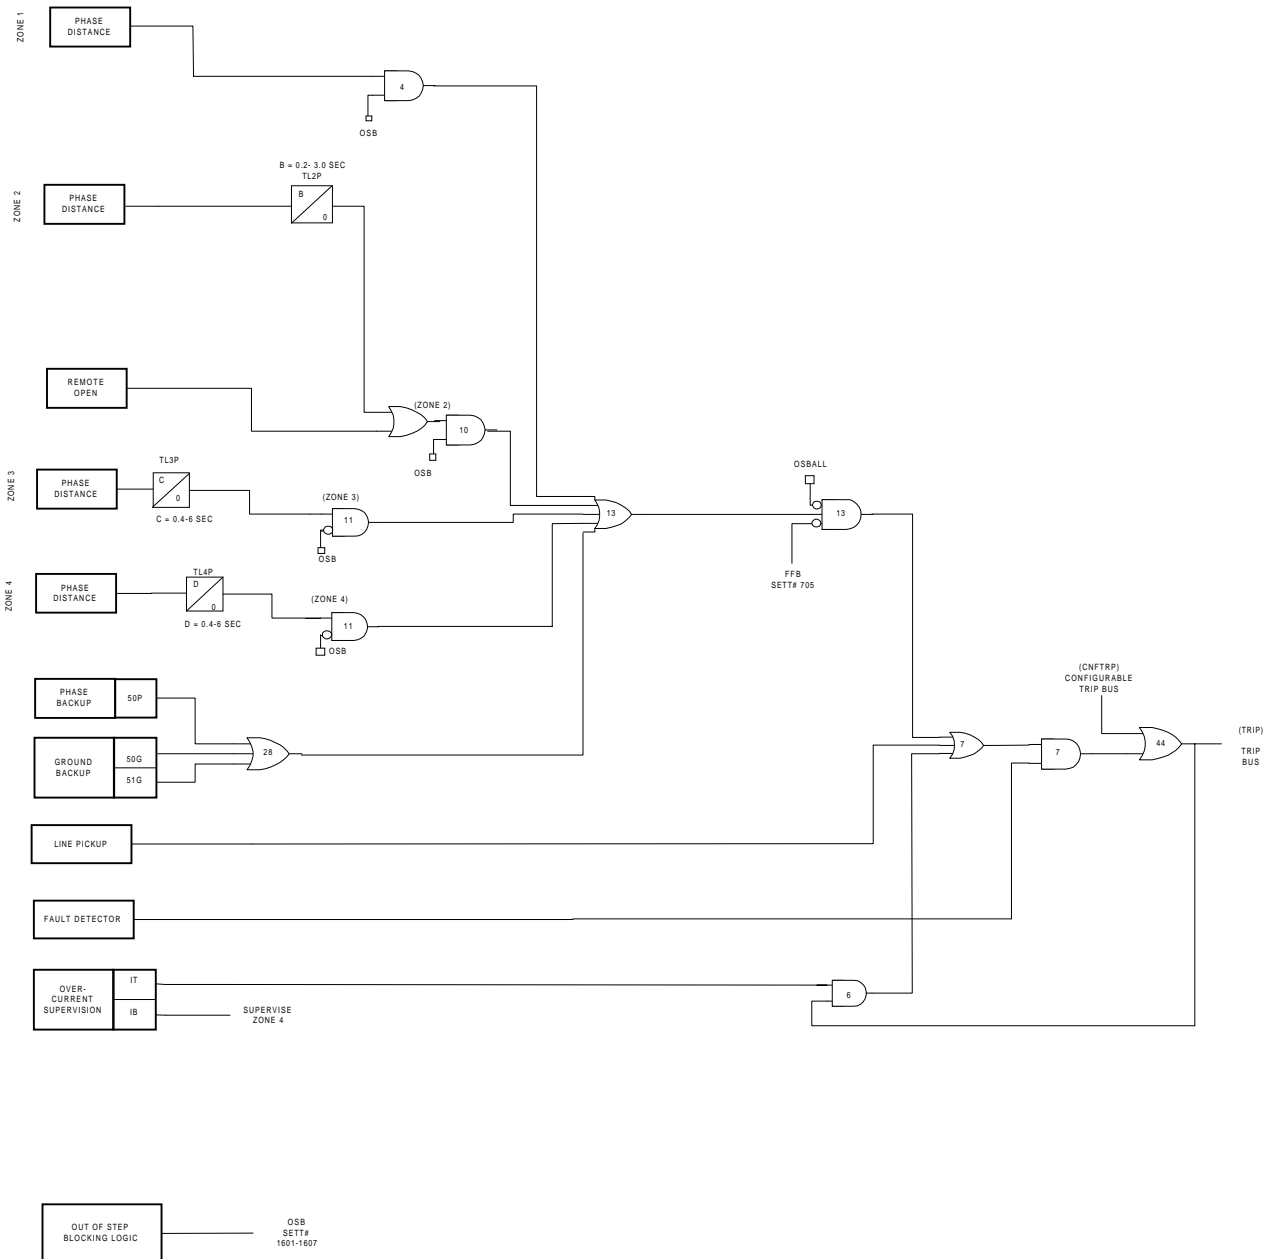 ZONE 1
PHASE
DISTANCE
4
OSB
B = 0.2- 3.0 SEC
TL2P
ZONE 2
PHASE
DISTANCE
B
0
REMOTE
OPEN
(ZONE 2)
10
OSB
ZONE 3
PHASE
DISTANCE
TL3P
C
0
C = 0.4-6 SEC
(ZONE 3)
11
OSB
13
OSBALL
13
FFB
SETT# 705
ZONE 4
PHASE
DISTANCE
TL4P
D
0
D = 0.4-6 SEC
(ZONE 4)
11
OSB
PHASE
BACKUP
50P
GROUND
BACKUP
50G
51G
28
(CNFTRP)
CONFIGURABLE
TRIP BUS
7
7
44
(TRIP)
TRIP
BUS
LINE PICKUP
FAULT DETECTOR
OVER-
CURRENT
SUPERVISION
IT
IB
SUPERVISE
ZONE 4
6
OUT OF STEP
BLOCKING LOGIC
OSB
SETT#
1601-1607